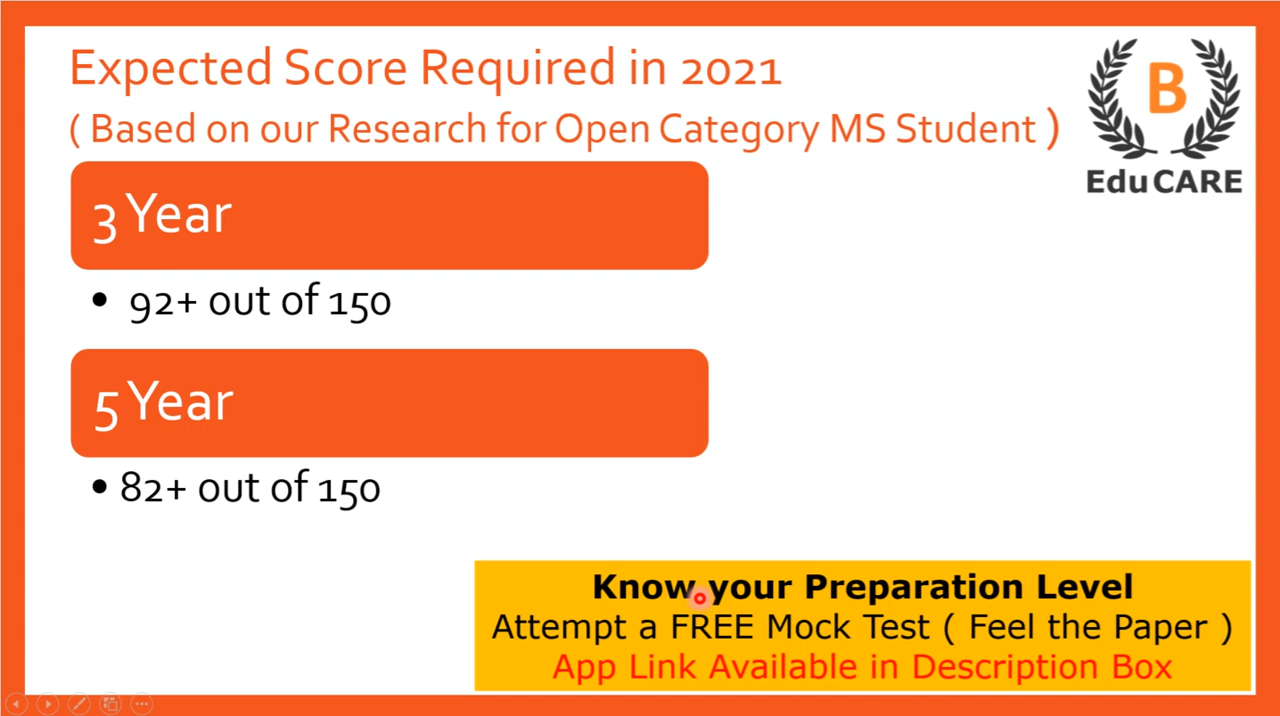 Expected Score Required in 2021
( Based on our Research for Open Category MS Student )
B
EduCARE
3 Year
• 92+ out of 150
5 Year
• 82+ out of 150
Know your Preparation Level
Attempt a FREE Mock Test ( Feel the Paper )
App Link Available in Description Box